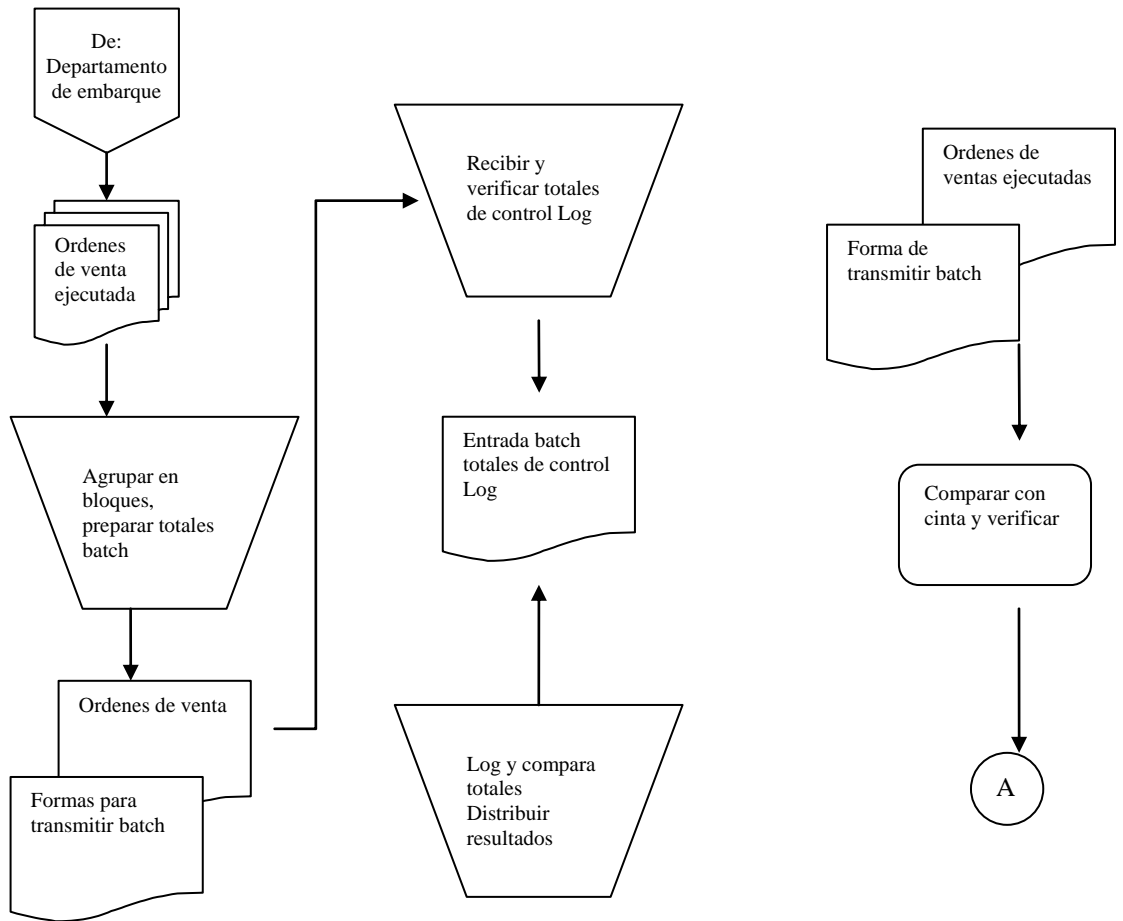 De:
Departamento
de embarque
Ordenes
de venta
ejecutada
Agrupar en
bloques,
preparar totales
batch
Ordenes de venta
Formas para
transmitir batch
Recibir y
verificar totales
de control Log
Entrada batch
totales de control
Log
Log y compara
totales
Distribuir
resultados
Ordenes de
ventas ejecutadas
Forma de
transmitir batch
Comparar con
cinta y verificar
A